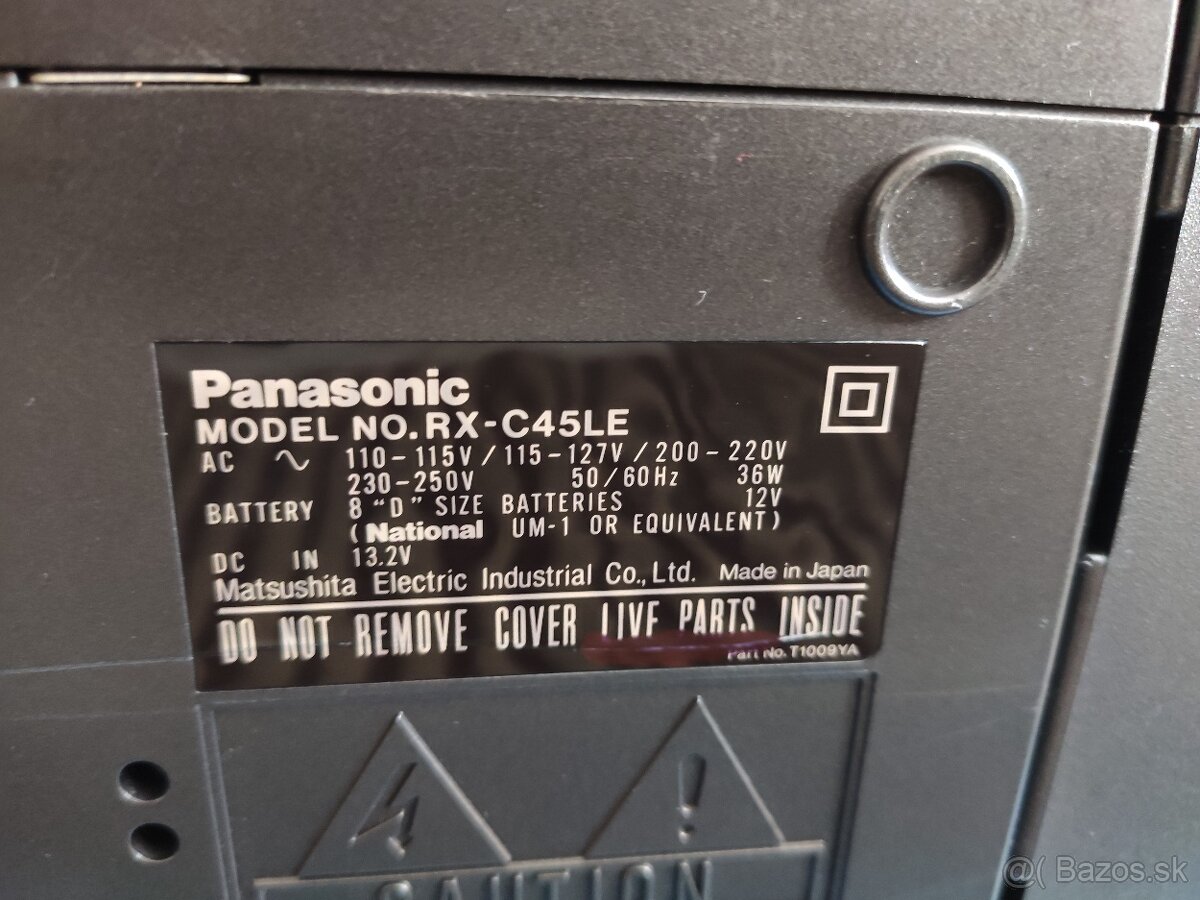 Panasonic
MODEL NO. RX-C45LE
AC ∿ 110-115V/115-127V/200-220V
230-250V 50/60Hz 36W
BATTERY 8 "D" SIZE BATTERIES 12V
(National UM-1 OR EQUIVALENT)
DC IN 13.2V
Matsushita Electric Industrial Co., Ltd. Made in Japan
DO NOT REMOVE COVER LIVE PARTS INSIDE
Part No. T1009YA
CAUTION
@( Bazos.sk